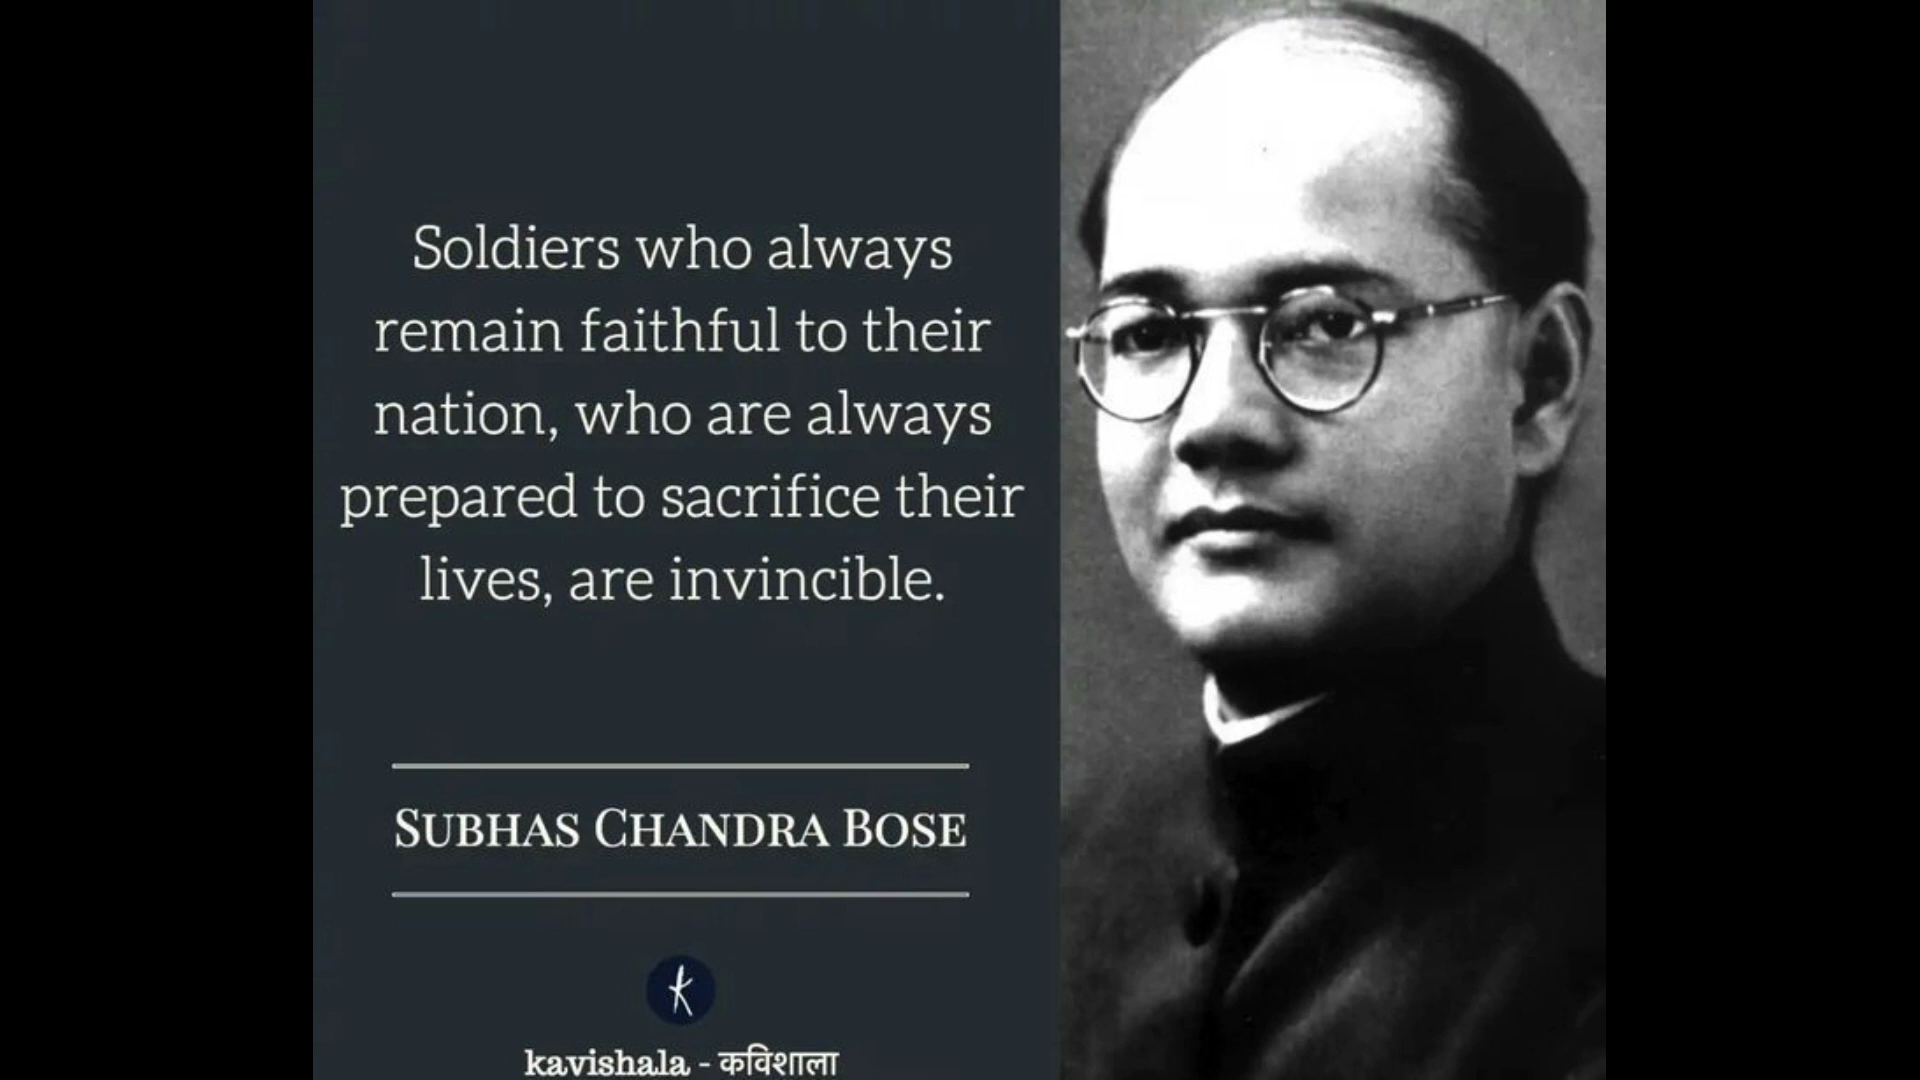 Soldiers who always
remain faithful to their
nation, who are always
prepared to sacrifice their
lives, are invincible.
SUBHAS CHANDRA BOSE
k
kavishala - कविशाला